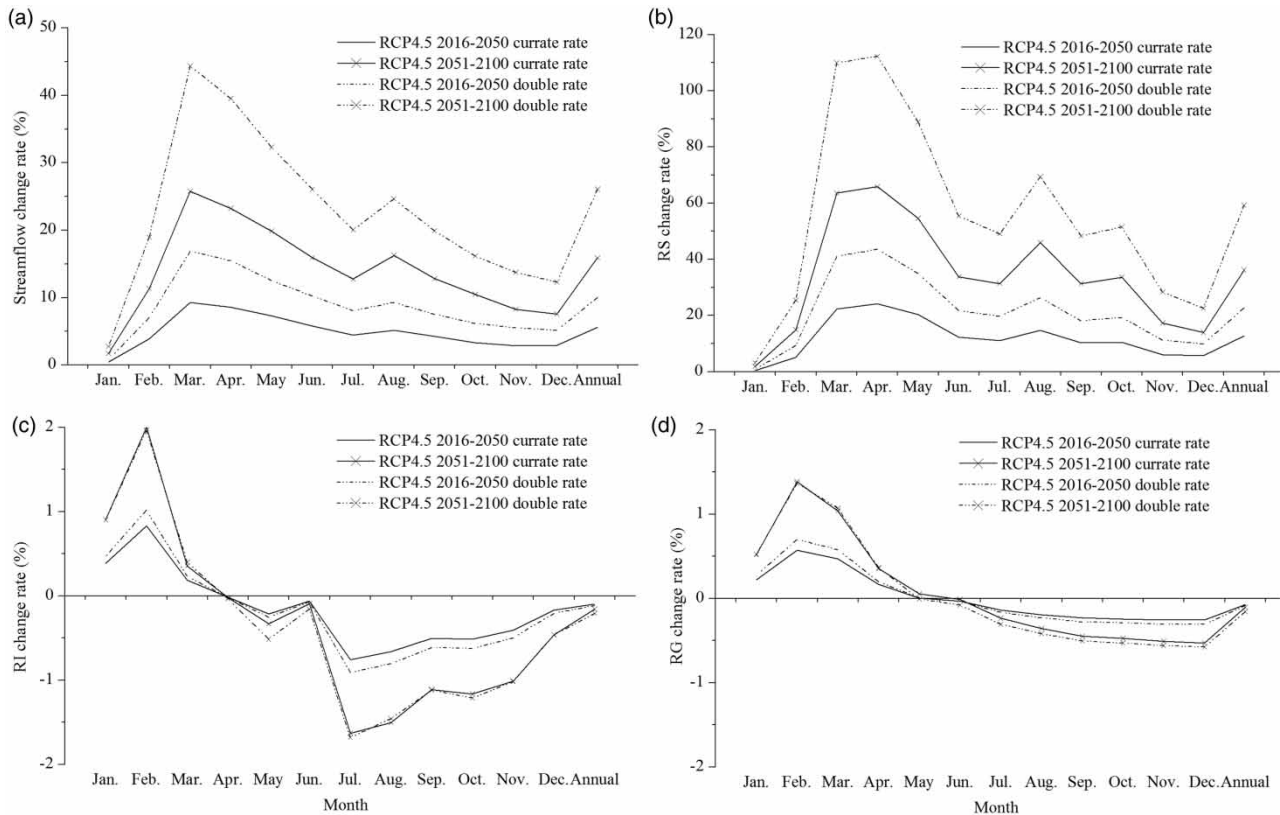 (a)
50
40
30
20
10
0
Streamflow change rate (%)
RCP4.5 2016-2050 currate rate
RCP4.5 2051-2100 currate rate
RCP4.5 2016-2050 double rate
RCP4.5 2051-2100 double rate
Jan. Feb. Mar. Apr. May Jun. Jul. Aug. Sep. Oct. Nov. Dec. Annual
(b)
120
100
80
60
40
20
0
RS change rate (%)
RCP4.5 2016-2050 currate rate
RCP4.5 2051-2100 currate rate
RCP4.5 2016-2050 double rate
RCP4.5 2051-2100 double rate
Jan. Feb. Mar. Apr. May Jun. Jul. Aug. Sep. Oct. Nov. Dec. Annual
(c)
2
1
0
-1
-2
RI change rate (%)
RCP4.5 2016-2050 currate rate
RCP4.5 2051-2100 currate rate
RCP4.5 2016-2050 double rate
RCP4.5 2051-2100 double rate
Jan. Feb. Mar. Apr. May Jun. Jul. Aug. Sep. Oct. Nov. Dec. Annual
Month
(d)
2
1
0
-1
-2
RG change rate (%)
RCP4.5 2016-2050 currate rate
RCP4.5 2051-2100 currate rate
RCP4.5 2016-2050 double rate
RCP4.5 2051-2100 double rate
Jan. Feb. Mar. Apr. May Jun. Jul. Aug. Sep. Oct. Nov. Dec. Annual
Month